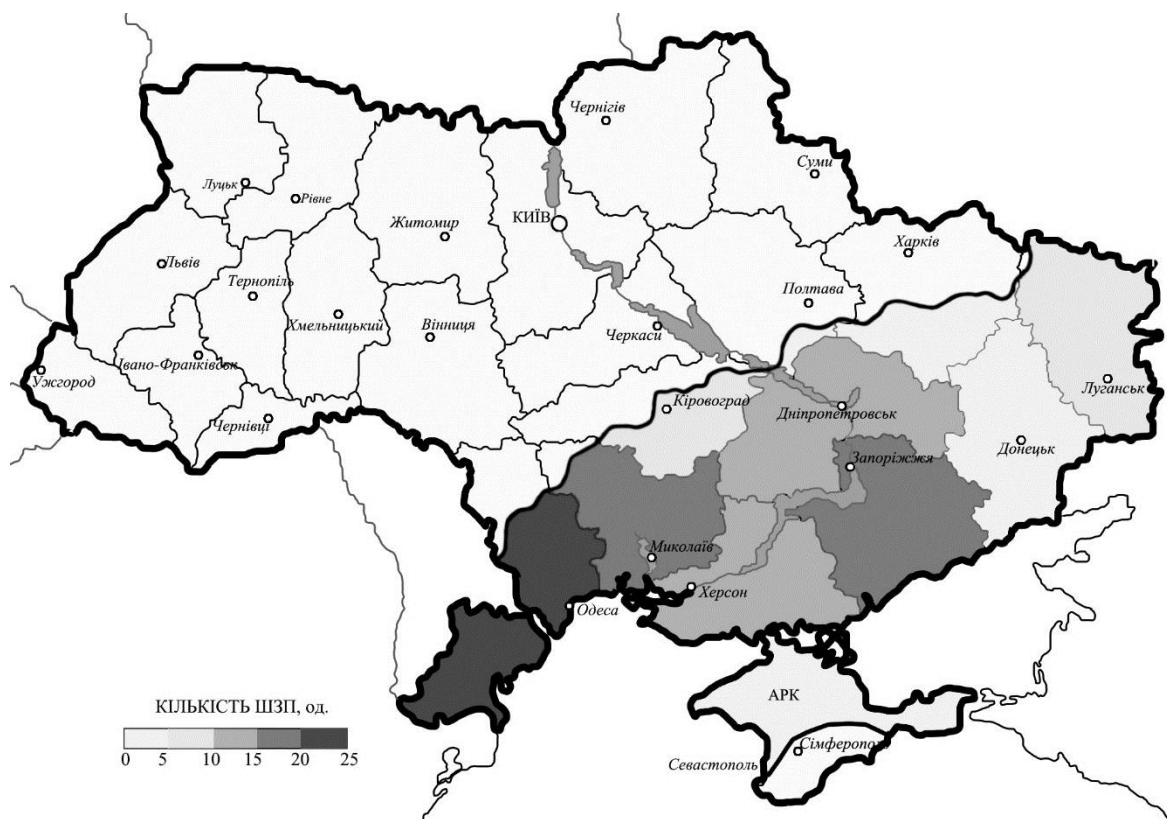 Чернігів
Суми
Луцьк
Рівне
Житомир
КИЇВ
Харків
Львів
Тернопіль
Полтава
Хмельницький
Вінниця
Черкаси
Івано-Франківськ
Ужгород
Луганськ
Чернівці
Кіровоград
Дніпропетровськ
Донецьк
Запоріжжя
Миколаїв
Херсон
Одеса
АРК
КІЛЬКІСТЬ ШЗП, од.
0 5 10 15 20 25
Сімферополь
Севастополь